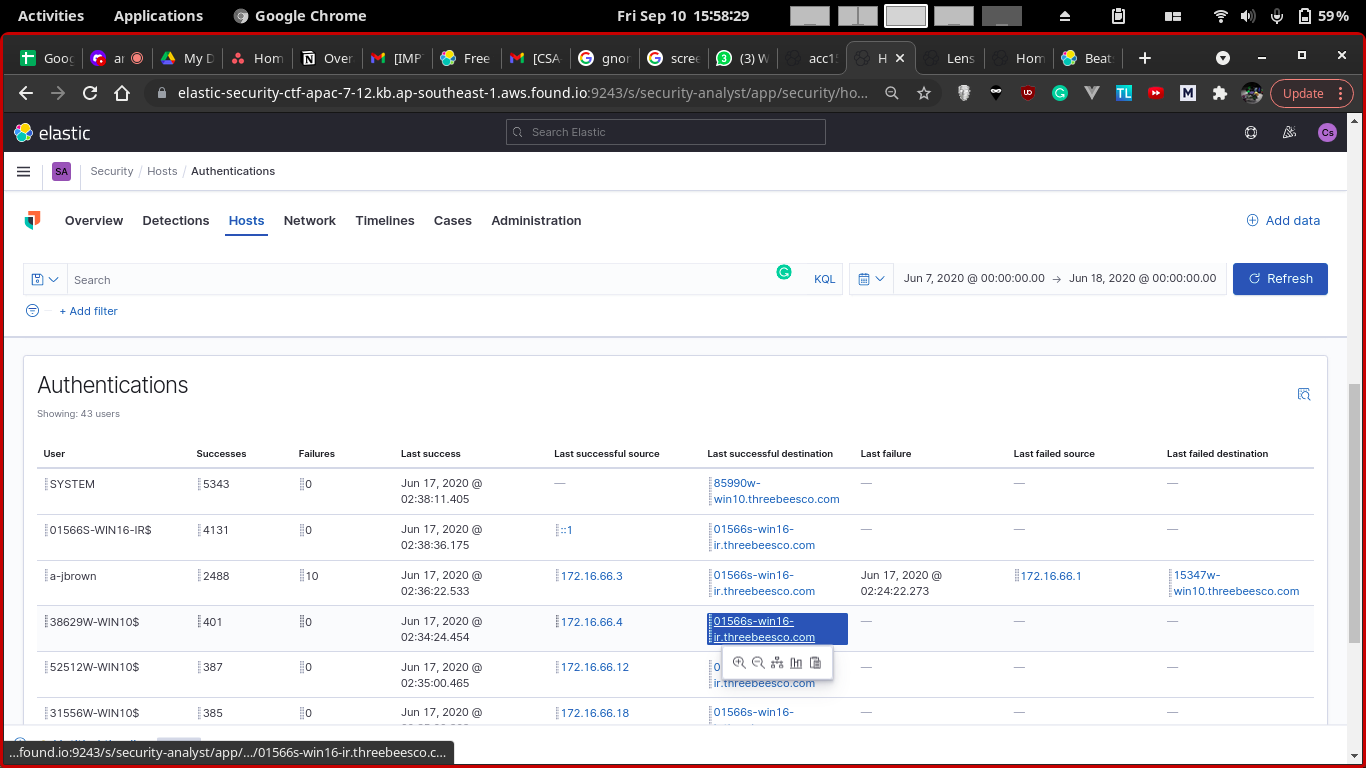 Activities Applications Google Chrome Fri Sep 10 15:58:29 59%
Goog ar My D Hom Over [IMP Free [CSA gnor scree (3) W acc15 H Lens Hom Beat
elastic-security-ctf-apac-7-12.kb.ap-southeast-1.aws.found.io:9243/s/security-analyst/app/security/ho... Update
elastic Search Elastic Cs
SA Security / Hosts / Authentications
Overview Detections Hosts Network Timelines Cases Administration Add data
Search KQL Jun 7, 2020 @ 00:00:00.00 → Jun 18, 2020 @ 00:00:00.00 Refresh
+ Add filter
Authentications
Showing: 43 users
User Successes Failures Last success Last successful source Last successful destination Last failure Last failed source Last failed destination
SYSTEM 5343 0 Jun 17, 2020 @ — 85990w- — — —
02:38:11.405 win10.threebeesco.com
01566S-WIN16-IR$ 4131 0 Jun 17, 2020 @ ::1 01566s-win16- — — —
02:38:36.175 ir.threebeesco.com
a-jbrown 2488 10 Jun 17, 2020 @ 172.16.66.3 01566s-win16- Jun 17, 2020 @ 172.16.66.1 15347w-
02:36:22.533 ir.threebeesco.com 02:24:22.273 win10.threebeesco.com
38629W-WIN10$ 401 0 Jun 17, 2020 @ 172.16.66.4 01566s-win16- — — —
02:34:24.454 ir.threebeesco.com
52512W-WIN10$ 387 0 Jun 17, 2020 @ 172.16.66.12 — — —
02:35:00.465 ir.threebeesco.com
31556W-WIN10$ 385 0 Jun 17, 2020 @ 172.16.66.18 01566s-win16- — — —
...found.io:9243/s/security-analyst/app/.../01566s-win16-ir.threebeesco.c...